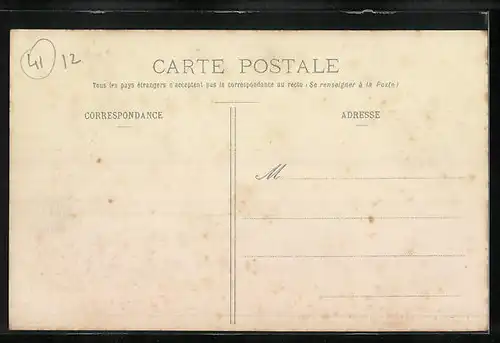 41 12
CARTE POSTALE
Tous les pays étrangers n'acceptent pas la correspondance au recto (Se renseigner à la Poste)
CORRESPONDANCE
ADRESSE
M